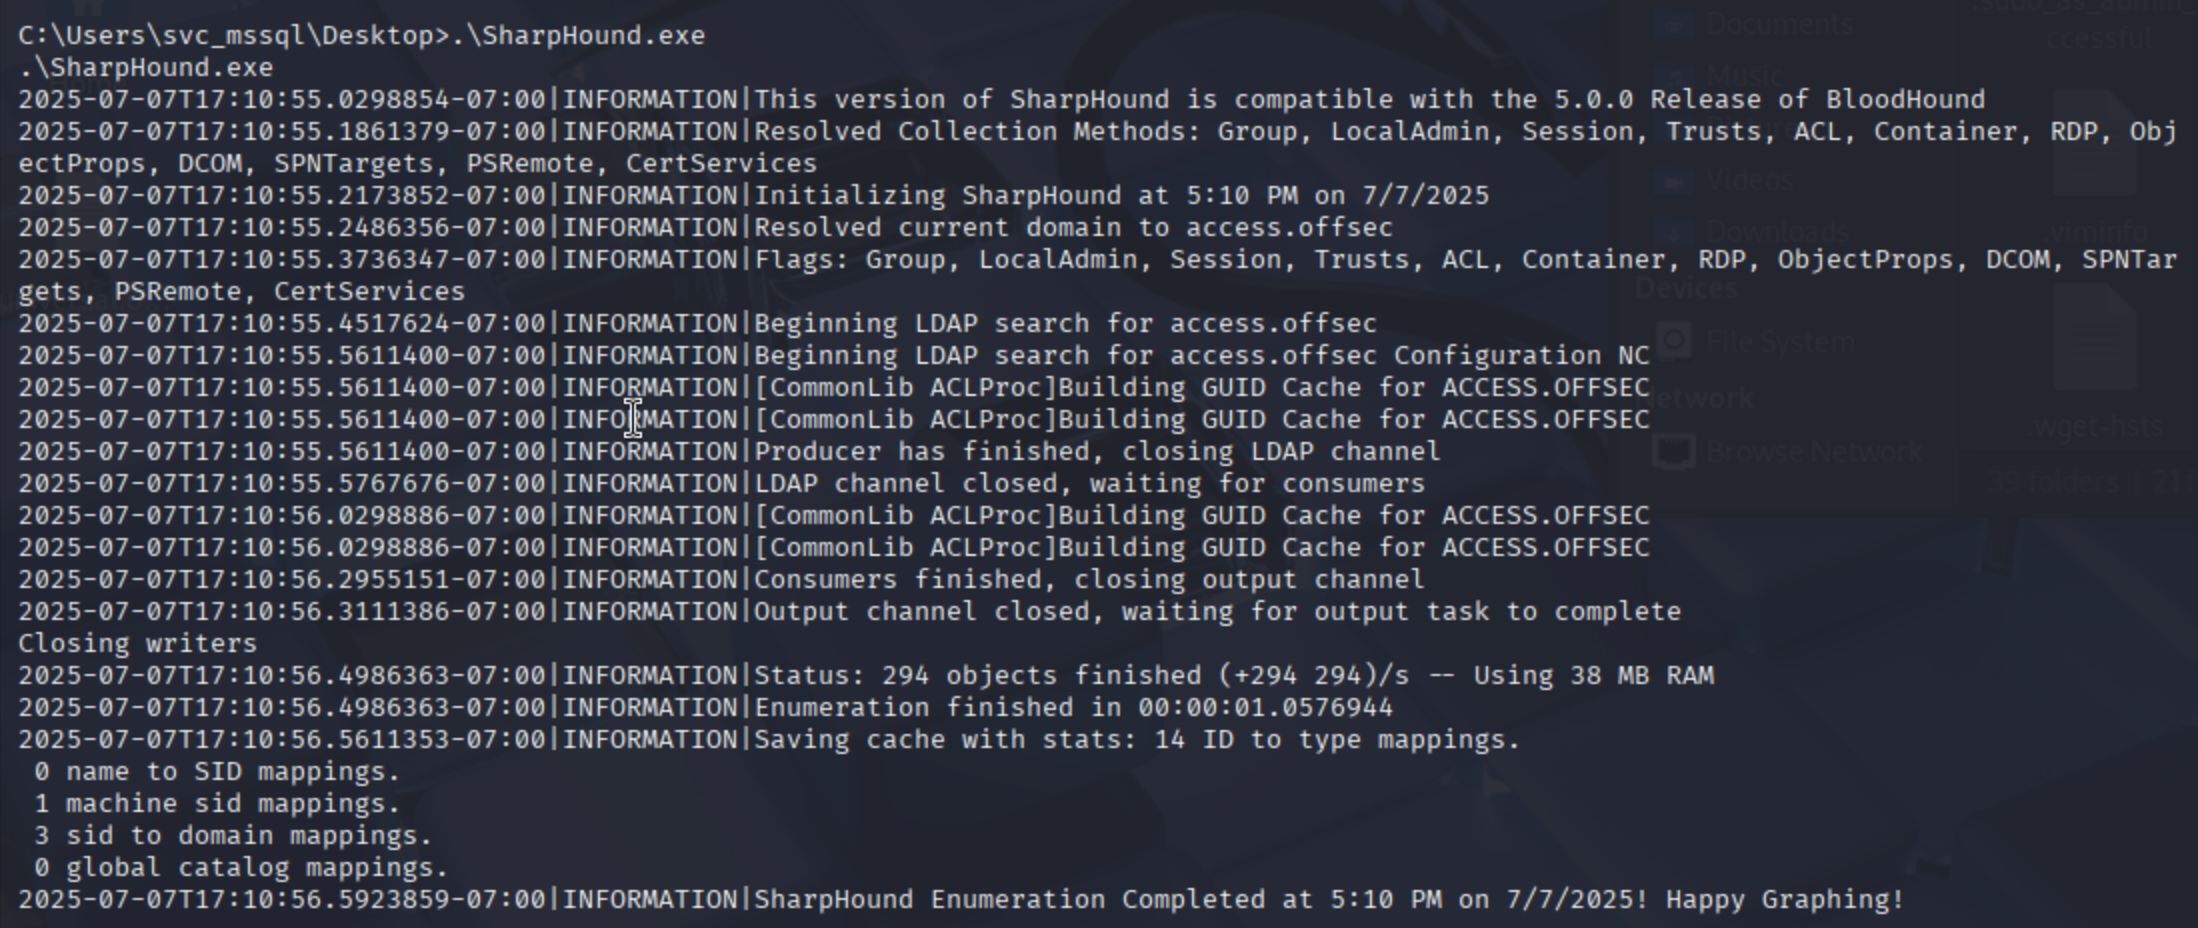 C:\Users\svc_mssql\Desktop>.\SharpHound.exe
.\SharpHound.exe
2025-07-07T17:10:55.0298854-07:00|INFORMATION|This version of SharpHound is compatible with the 5.0.0 Release of BloodHound
2025-07-07T17:10:55.1861379-07:00|INFORMATION|Resolved Collection Methods: Group, LocalAdmin, Session, Trusts, ACL, Container, RDP, Obj
ectProps, DCOM, SPNTargets, PSRemote, CertServices
2025-07-07T17:10:55.2173852-07:00|INFORMATION|Initializing SharpHound at 5:10 PM on 7/7/2025
2025-07-07T17:10:55.2486356-07:00|INFORMATION|Resolved current domain to access.offsec
2025-07-07T17:10:55.3736347-07:00|INFORMATION|Flags: Group, LocalAdmin, Session, Trusts, ACL, Container, RDP, ObjectProps, DCOM, SPNTar
gets, PSRemote, CertServices
2025-07-07T17:10:55.4517624-07:00|INFORMATION|Beginning LDAP search for access.offsec
2025-07-07T17:10:55.5611400-07:00|INFORMATION|Beginning LDAP search for access.offsec Configuration NC
2025-07-07T17:10:55.5611400-07:00|INFORMATION|[CommonLib ACLProc]Building GUID Cache for ACCESS.OFFSEC
2025-07-07T17:10:55.5611400-07:00|INFORMATION|[CommonLib ACLProc]Building GUID Cache for ACCESS.OFFSEC
2025-07-07T17:10:55.5611400-07:00|INFORMATION|Producer has finished, closing LDAP channel
2025-07-07T17:10:55.5767676-07:00|INFORMATION|LDAP channel closed, waiting for consumers
2025-07-07T17:10:56.0298886-07:00|INFORMATION|[CommonLib ACLProc]Building GUID Cache for ACCESS.OFFSEC
2025-07-07T17:10:56.0298886-07:00|INFORMATION|[CommonLib ACLProc]Building GUID Cache for ACCESS.OFFSEC
2025-07-07T17:10:56.2955151-07:00|INFORMATION|Consumers finished, closing output channel
2025-07-07T17:10:56.3111386-07:00|INFORMATION|Output channel closed, waiting for output task to complete
Closing writers
2025-07-07T17:10:56.4986363-07:00|INFORMATION|Status: 294 objects finished (+294 294)/s -- Using 38 MB RAM
2025-07-07T17:10:56.4986363-07:00|INFORMATION|Enumeration finished in 00:00:01.0576944
2025-07-07T17:10:56.5611353-07:00|INFORMATION|Saving cache with stats: 14 ID to type mappings.
 0 name to SID mappings.
 1 machine sid mappings.
 3 sid to domain mappings.
 0 global catalog mappings.
2025-07-07T17:10:56.5923859-07:00|INFORMATION|SharpHound Enumeration Completed at 5:10 PM on 7/7/2025! Happy Graphing!
Documents
Music
Videos
Downloads
Devices
File System
Browse Network
ccessful
.viminfo
.wget-hsts
39 folders